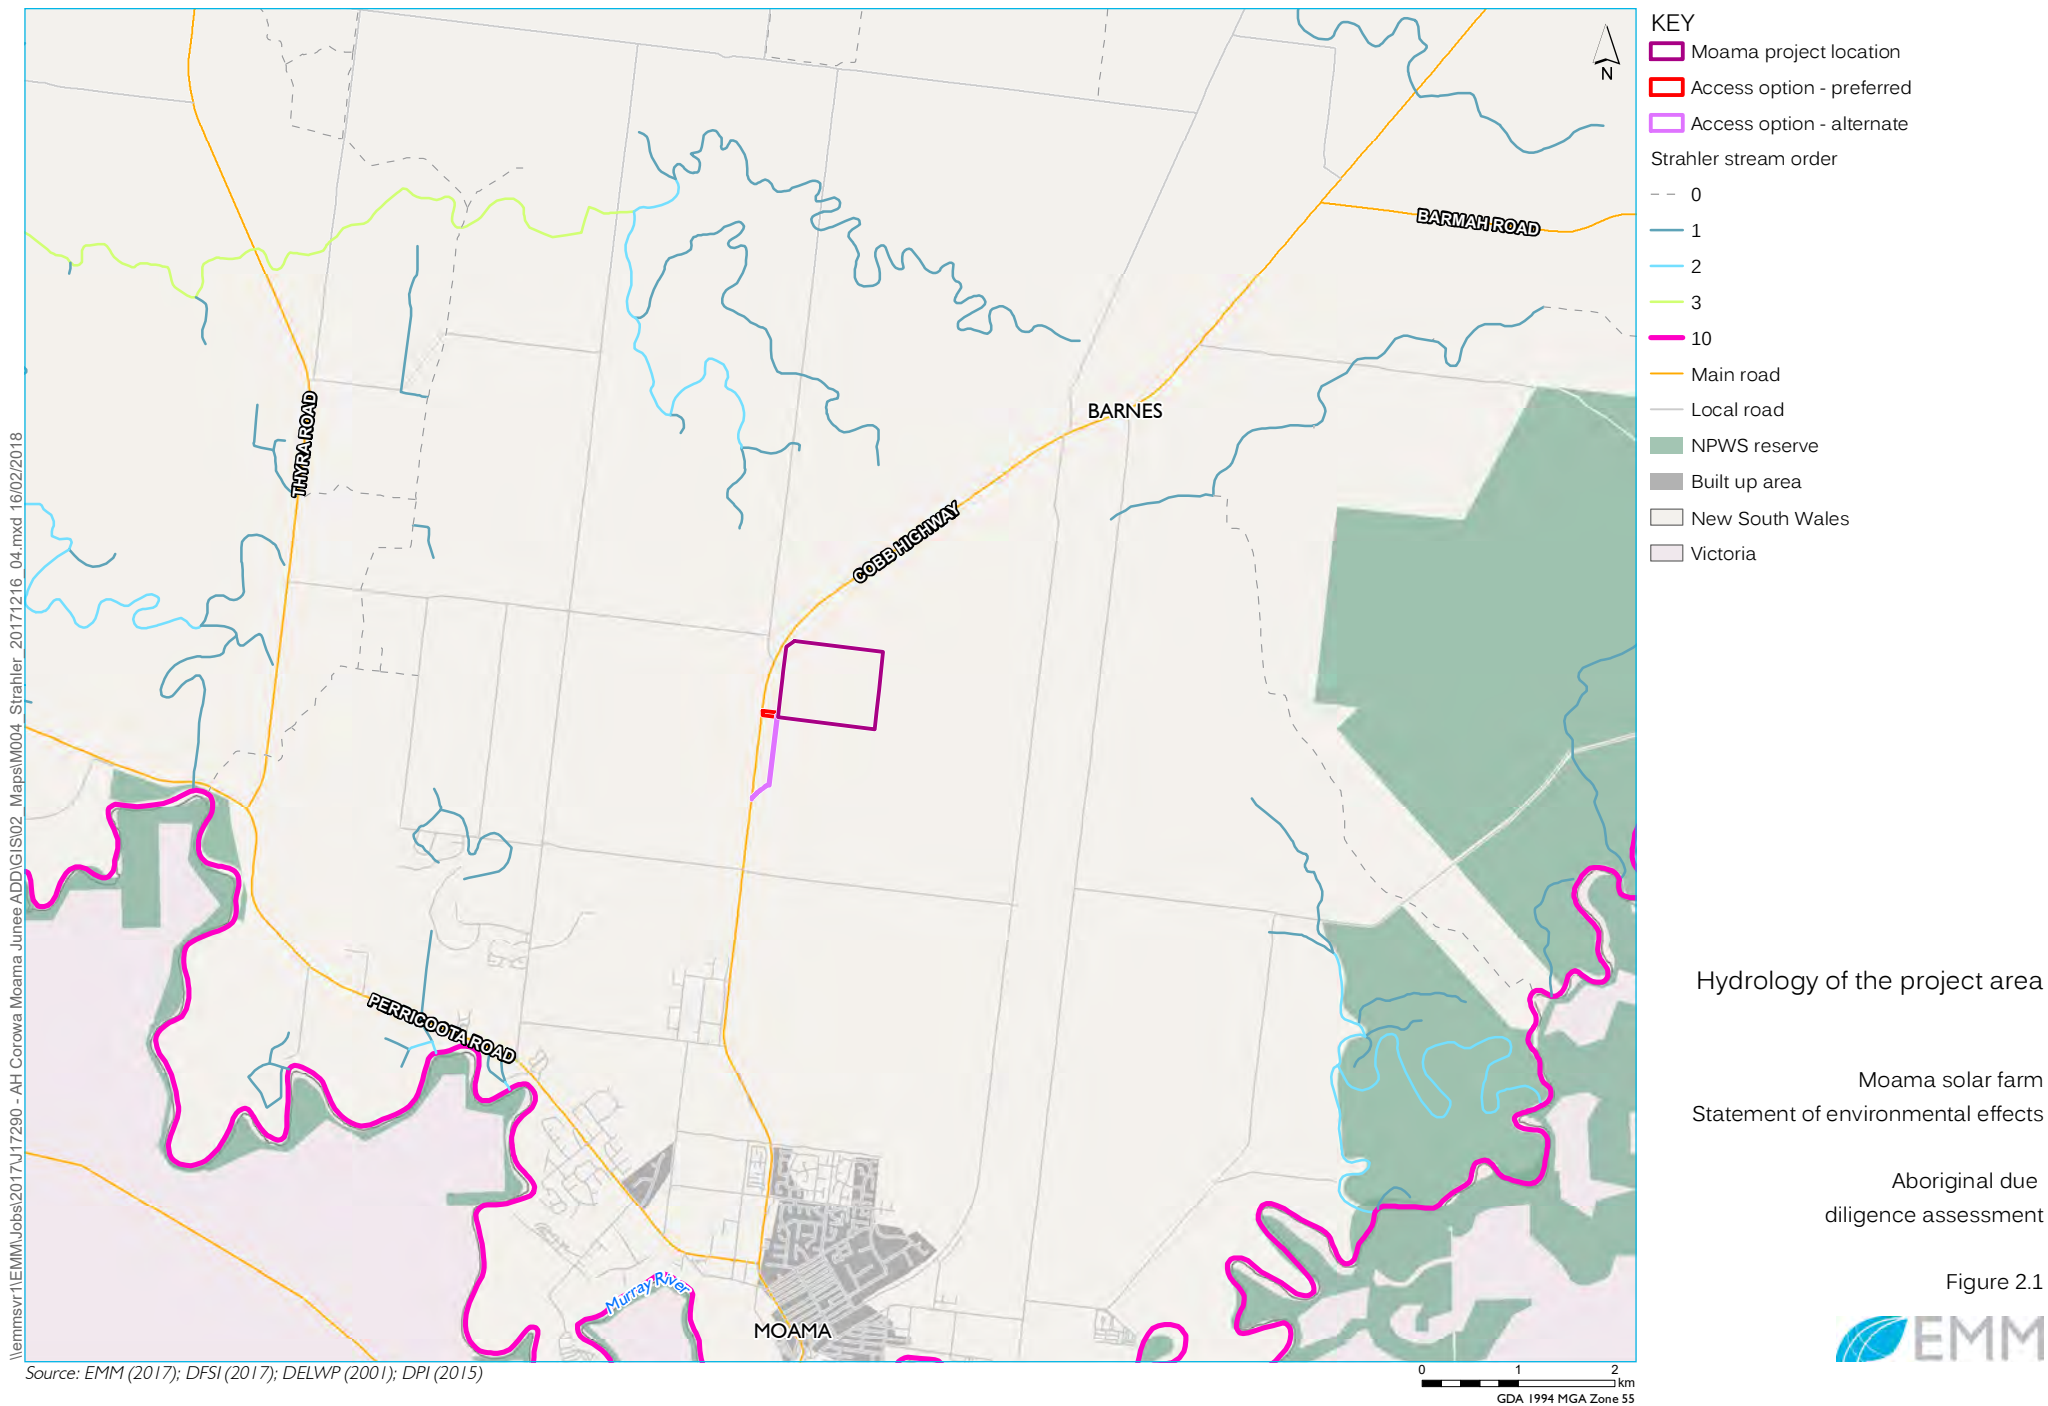 KEY
Moama project location
Access option - preferred
Access option - alternate
Strahler stream order
0
1
2
3
10
Main road
Local road
NPWS reserve
Built up area
New South Wales
Victoria
N
BARMAH ROAD
THYRA ROAD
BARNES
COBB HIGHWAY
PERRICOOTA ROAD
Murray River
MOAMA
Hydrology of the project area
Moama solar farm
Statement of environmental effects
Aboriginal due
diligence assessment
Figure 2.1
EMM
\\emmsvr1\EMM\Jobs\2017\J17290 - AH Corowa Moama Junee ADD\GIS\02_Maps\M004_Strahler_20171216_04.mxd 16/02/2018
Source: EMM (2017); DFSI (2017); DELWP (2001); DPI (2015)
0 1 2
km
GDA 1994 MGA Zone 55